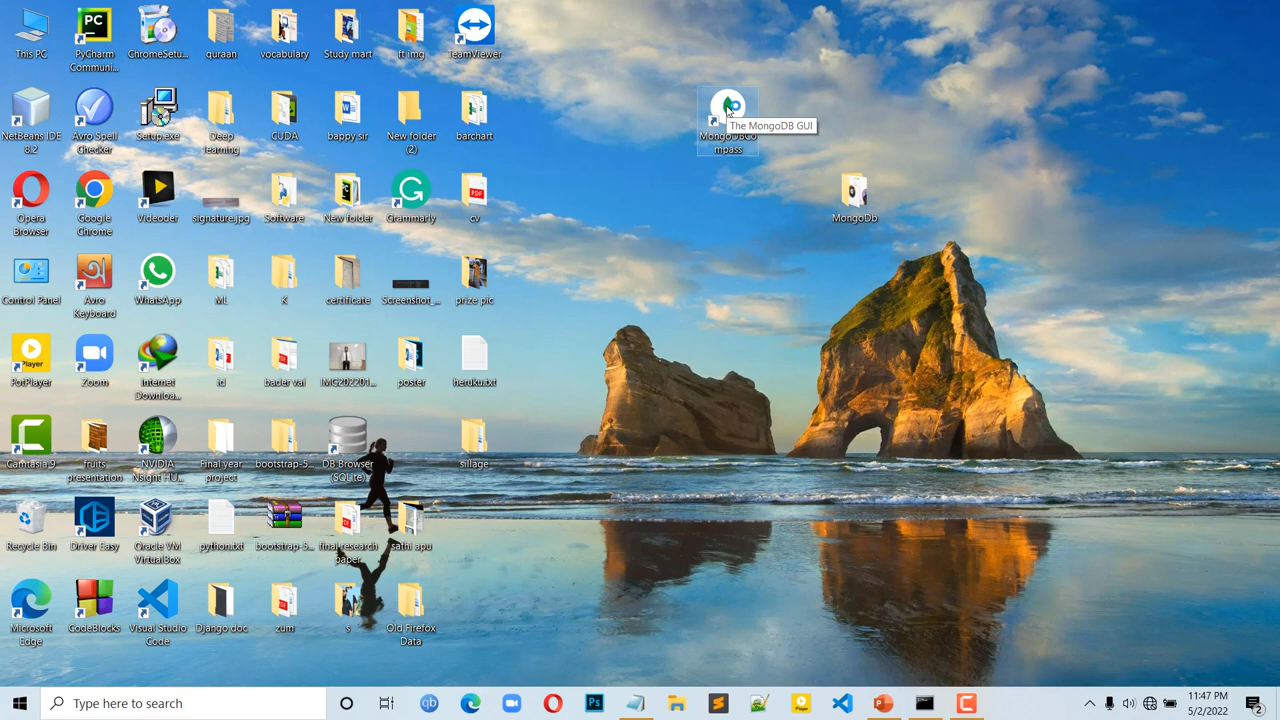 This PC
PyCharm
Communi...
ChromeSetu...
quraan
vocabulary
Study mart
ft img
TeamViewer
NetBeans IDE
8.2
Avro Spell
Checker
Setup.exe
Deep
learning
CUDA
bappy sir
New folder
(2)
barchart
MongoDBCo
mpass
The MongoDB GUI
Opera
Browser
Google
Chrome
Videoder
signature.jpg
Software
New folder
Grammarly
cv
MongoDb
Control Panel
Avro
Keyboard
WhatsApp
ML
K
certificate
Screenshot_...
prize pic
PotPlayer
Zoom
Internet
Downloa...
id
bader vai
IMG202201...
poster
heruku.txt
Camtasia 9
fruits
presentation
NVIDIA
Nsight HU...
Final year
project
bootstrap-5...
DB Browser
(SQLite)
sillage
Recycle Bin
Driver Easy
Oracle VM
VirtualBox
python.txt
bootstrap-5...
final research
paper
sathi apu
Microsoft
Edge
CodeBlocks
Visual Studio
Code
Django doc
zum
s
Old Firefox
Data
Type here to search
11:47 PM
5/2/2022
2